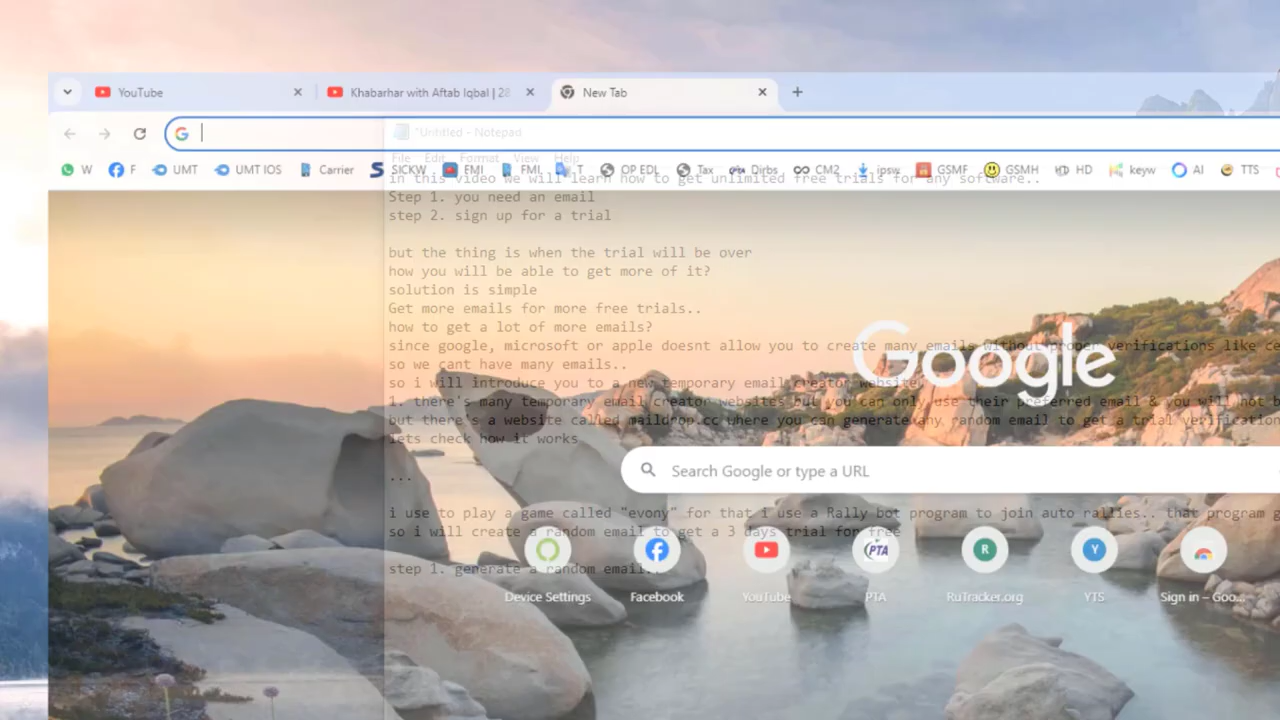 YouTube
Khabarhar with Aftab Iqbal | 28
New Tab
"Untitled - Notepad
File Edit Format View Help
W
F
UMT
UMT IOS
Carrier
SICKW
FMI
FMI
T
OP EDL
Tax
Dirbs
CM2
ipsw
GSMF
GSMH
HD
keyw
AI
TTS
in this video we will learn how to get unlimited free trials for any software..
Step 1. you need an email
step 2. sign up for a trial
but the thing is when the trial will be over
how you will be able to get more of it?
solution is simple
Get more emails for more free trials..
how to get a lot of more emails?
since google, microsoft or apple doesnt allow you to create many emails without proper verifications like ce
so we cant have many emails..
so i will introduce you to a new temporary email creator website
1. there's many temporary email creator websites but you can only use their preferred email & you will not b
but there's a website called maildrop.cc where you can generate any random email to get a trial verification
lets check how it works
...
i use to play a game called "evony" for that i use a Rally bot program to join auto rallies.. that program g
so i will create a random email to get a 3 days trial for free
step 1. generate a random email..
Google
Search Google or type a URL
PTA
R
Y
Device Settings
Facebook
YouTube
PTA
RuTracker.org
YTS
Sign in – Goo...